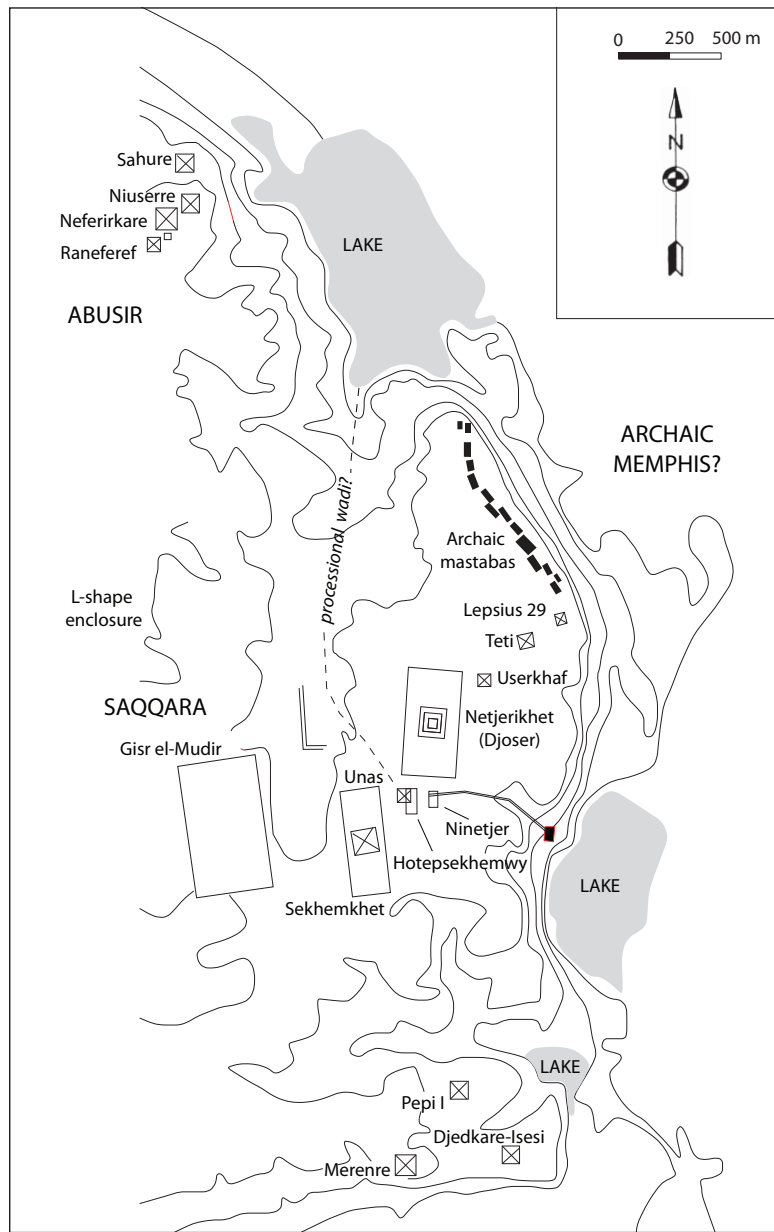 0 250 500 m
N
Sahure
Niuserre
Neferirkare
Raneferef
LAKE
ABUSIR
ARCHAIC
MEMPHIS?
processional wadi?
Archaic
mastabas
L-shape
enclosure
Lepsius 29
Teti
Userkhaf
SAQQARA
Netjerikhet
(Djoser)
Gisr el-Mudir
Unas
Ninetjer
Hotepsekhemwy
LAKE
Sekhemkhet
LAKE
Pepi I
Djedkare-Isesi
Merenre